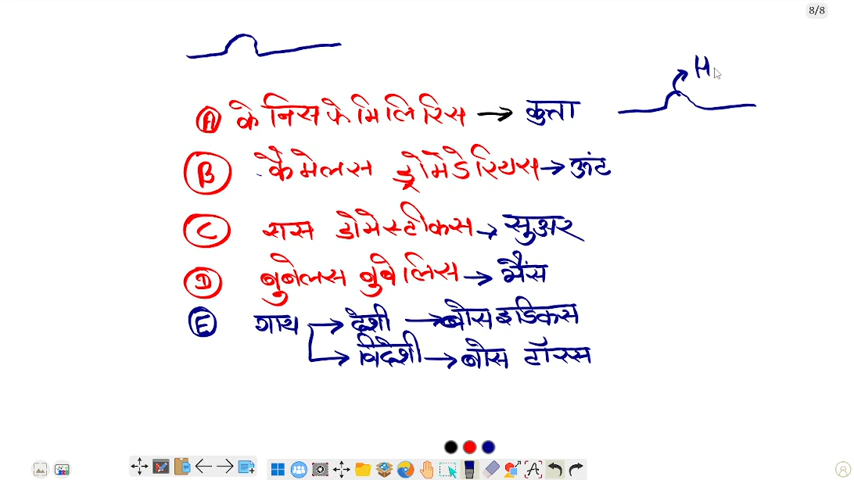 8/8
H
A केनिस फेमिलिरिस → कुत्ता
B कैमेलस ड्रोमेडेरियस → ऊंट
C सस डोमेस्टीकस → सुअर
D बुबेलस बुबेलिस → भैंस
E गाय → देशी → बोस इंडिकस
→ विदेशी → बोस टॉरस